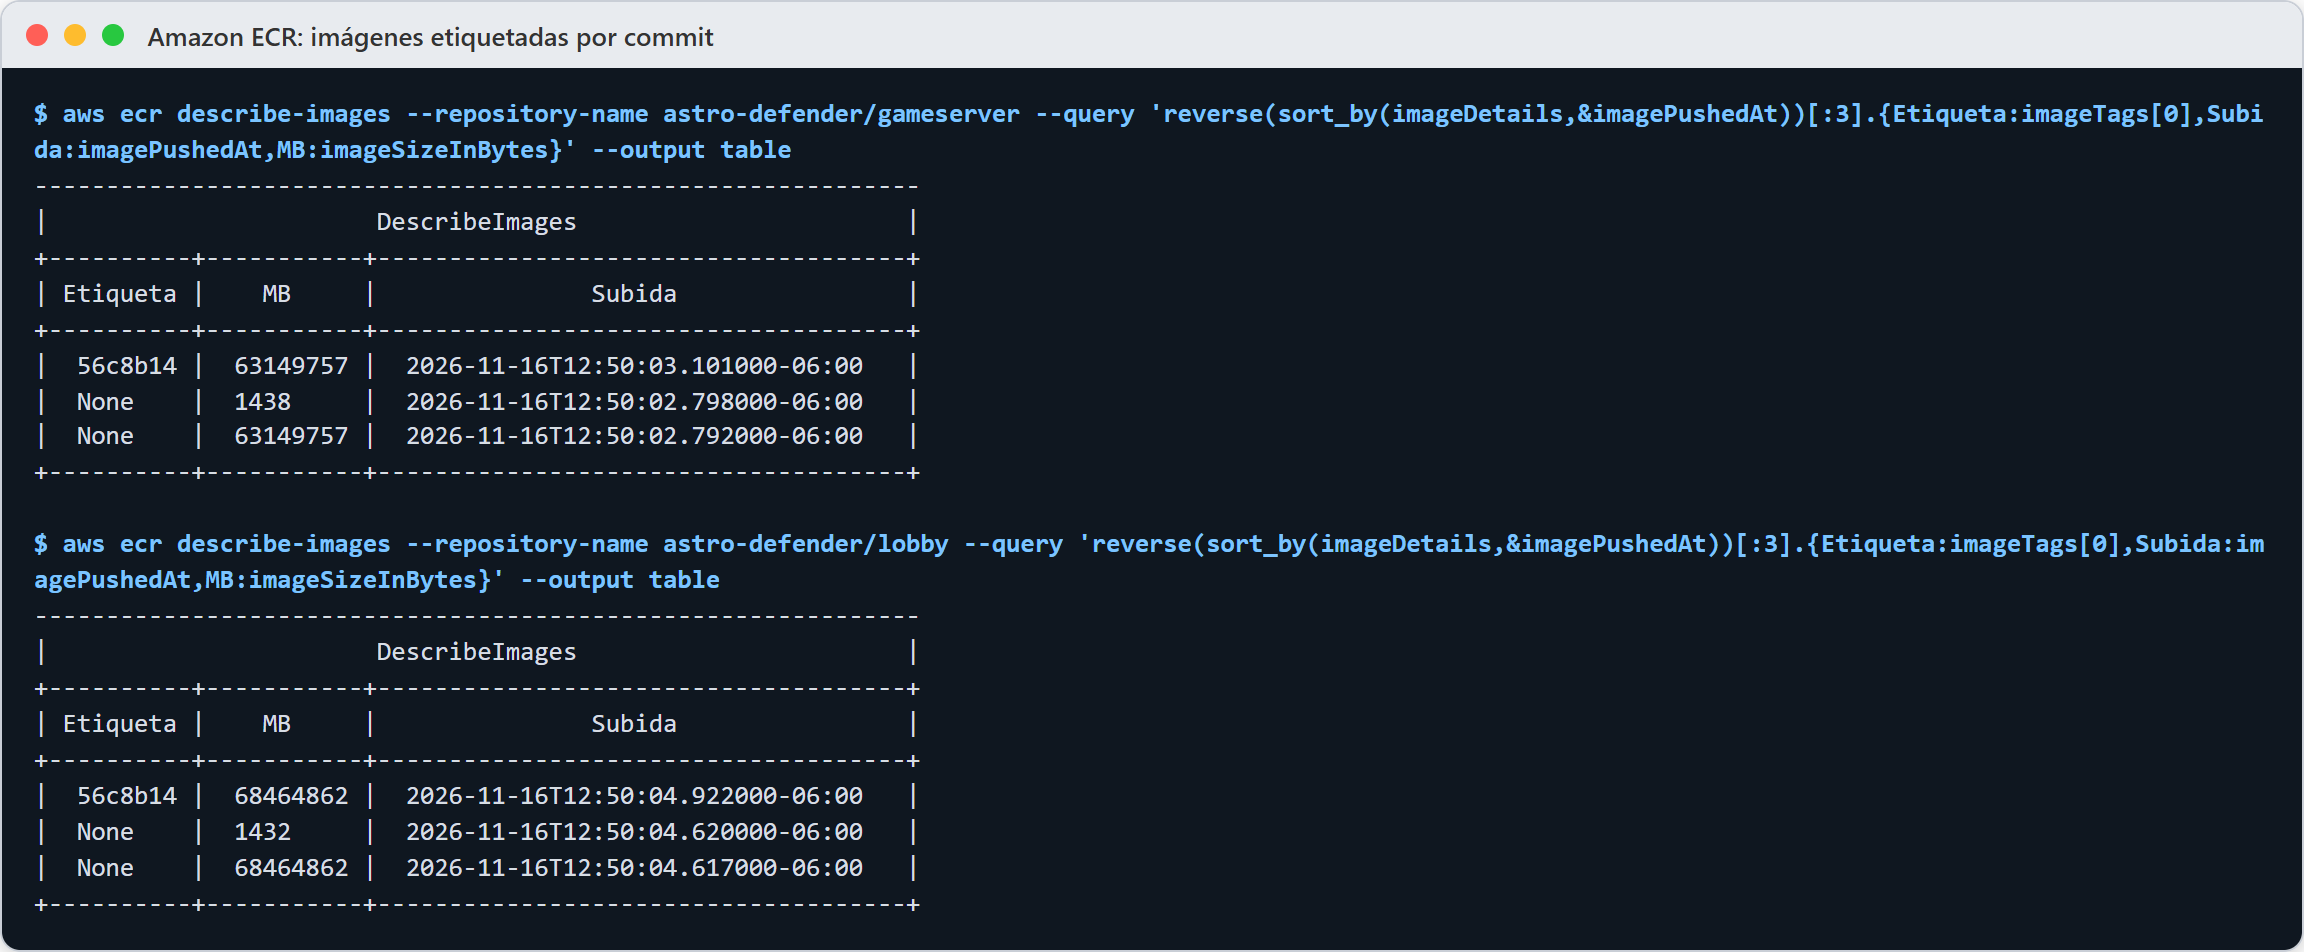 Amazon ECR: imágenes etiquetadas por commit
$ aws ecr describe-images --repository-name astro-defender/gameserver --query 'reverse(sort_by(imageDetails,&imagePushedAt))[:3].{Etiqueta:imageTags[0],Subi
da:imagePushedAt,MB:imageSizeInBytes}' --output table
--------------------------------------------------------------
|                       DescribeImages                       |
+----------+-----------+-------------------------------------+
| Etiqueta |    MB     |               Subida                |
+----------+-----------+-------------------------------------+
|  56c8b14 |  63149757 |  2026-11-16T12:50:03.101000-06:00   |
|  None    |  1438     |  2026-11-16T12:50:02.798000-06:00   |
|  None    |  63149757 |  2026-11-16T12:50:02.792000-06:00   |
+----------+-----------+-------------------------------------+
$ aws ecr describe-images --repository-name astro-defender/lobby --query 'reverse(sort_by(imageDetails,&imagePushedAt))[:3].{Etiqueta:imageTags[0],Subida:im
agePushedAt,MB:imageSizeInBytes}' --output table
--------------------------------------------------------------
|                       DescribeImages                       |
+----------+-----------+-------------------------------------+
| Etiqueta |    MB     |               Subida                |
+----------+-----------+-------------------------------------+
|  56c8b14 |  68464862 |  2026-11-16T12:50:04.922000-06:00   |
|  None    |  1432     |  2026-11-16T12:50:04.620000-06:00   |
|  None    |  68464862 |  2026-11-16T12:50:04.617000-06:00   |
+----------+-----------+-------------------------------------+